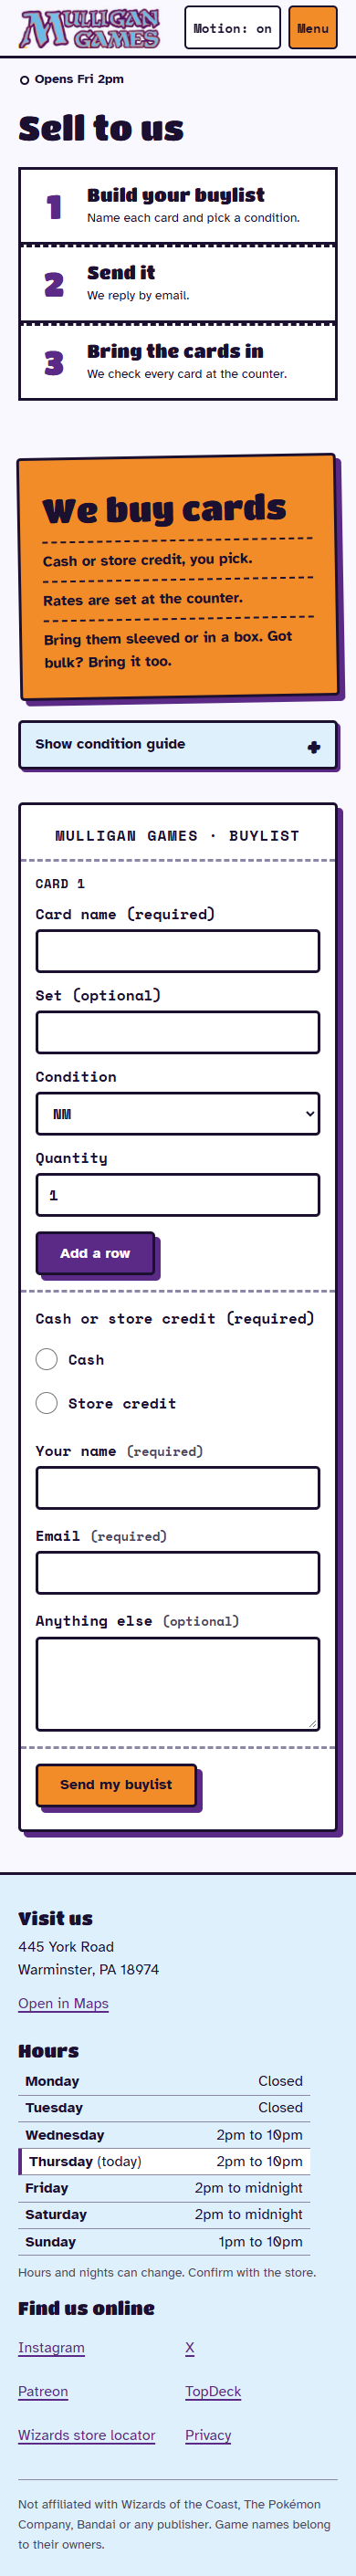 MULLIGAN
GAMES
Motion: on
Menu
Opens Fri 2pm
Sell to us
1
Build your buylist
Name each card and pick a condition.
2
Send it
We reply by email.
3
Bring the cards in
We check every card at the counter.
We buy cards
Cash or store credit, you pick.
Rates are set at the counter.
Bring them sleeved or in a box. Got
bulk? Bring it too.
Show condition guide
+
MULLIGAN GAMES · BUYLIST
CARD 1
Card name (required)
Set (optional)
Condition
NM
Quantity
1
Add a row
Cash or store credit (required)
Cash
Store credit
Your name (required)
Email (required)
Anything else (optional)
Send my buylist
Visit us
445 York Road
Warminster, PA 18974
Open in Maps
Hours
Monday Closed
Tuesday Closed
Wednesday 2pm to 10pm
Thursday (today) 2pm to 10pm
Friday 2pm to midnight
Saturday 2pm to midnight
Sunday 1pm to 10pm
Hours and nights can change. Confirm with the store.
Find us online
Instagram X
Patreon TopDeck
Wizards store locator Privacy
Not affiliated with Wizards of the Coast, The Pokémon
Company, Bandai or any publisher. Game names belong
to their owners.